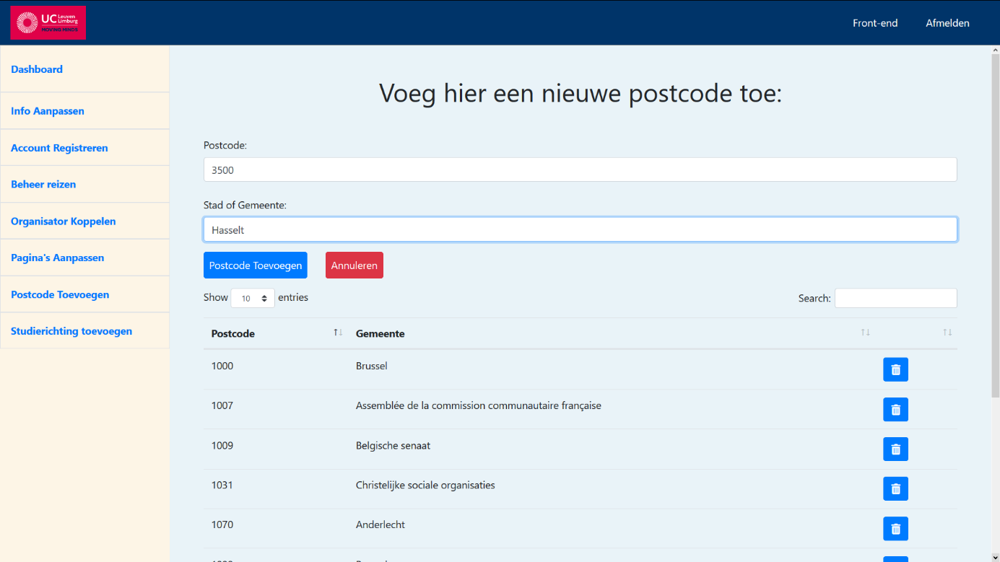 UC Leuven Limburg
MOVING MINDS
Front-end
Afmelden
Dashboard
Info Aanpassen
Account Registreren
Beheer reizen
Organisator Koppelen
Pagina's Aanpassen
Postcode Toevoegen
Studierichting toevoegen
Voeg hier een nieuwe postcode toe:
Postcode:
3500
Stad of Gemeente:
Hasselt
Postcode Toevoegen Annuleren
Show 10 entries Search:
Postcode Gemeente
1000 Brussel
1007 Assemblée de la commission communautaire française
1009 Belgische senaat
1031 Christelijke sociale organisaties
1070 Anderlecht